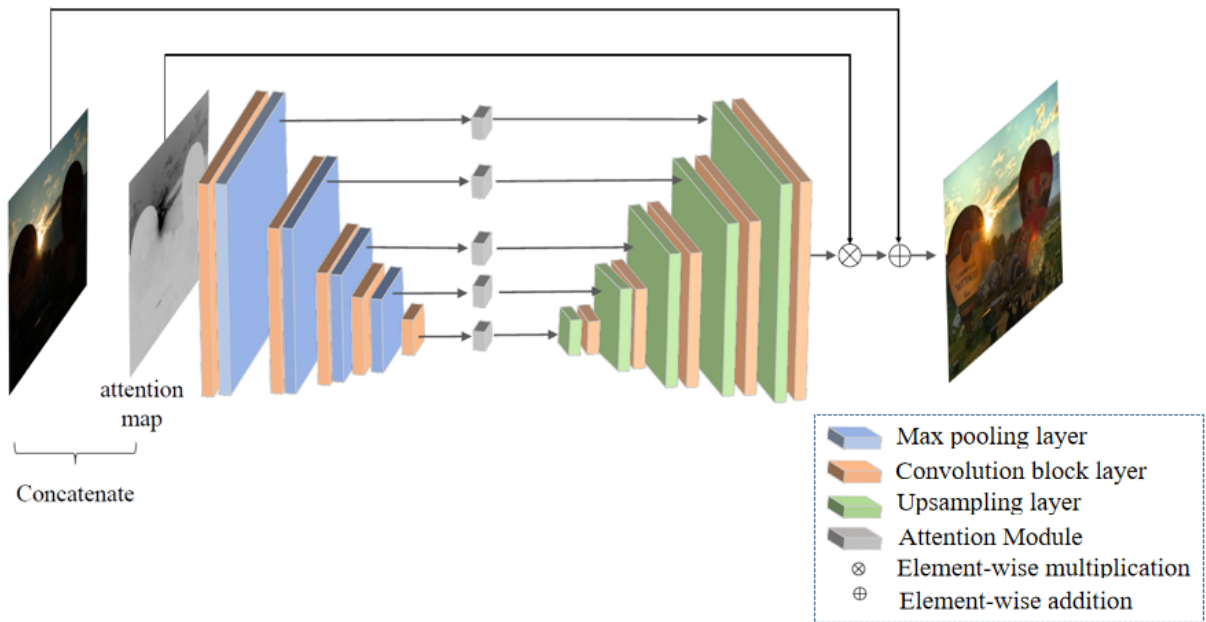 attention
map
Concatenate
Max pooling layer
Convolution block layer
Upsampling layer
Attention Module
Element-wise multiplication
Element-wise addition